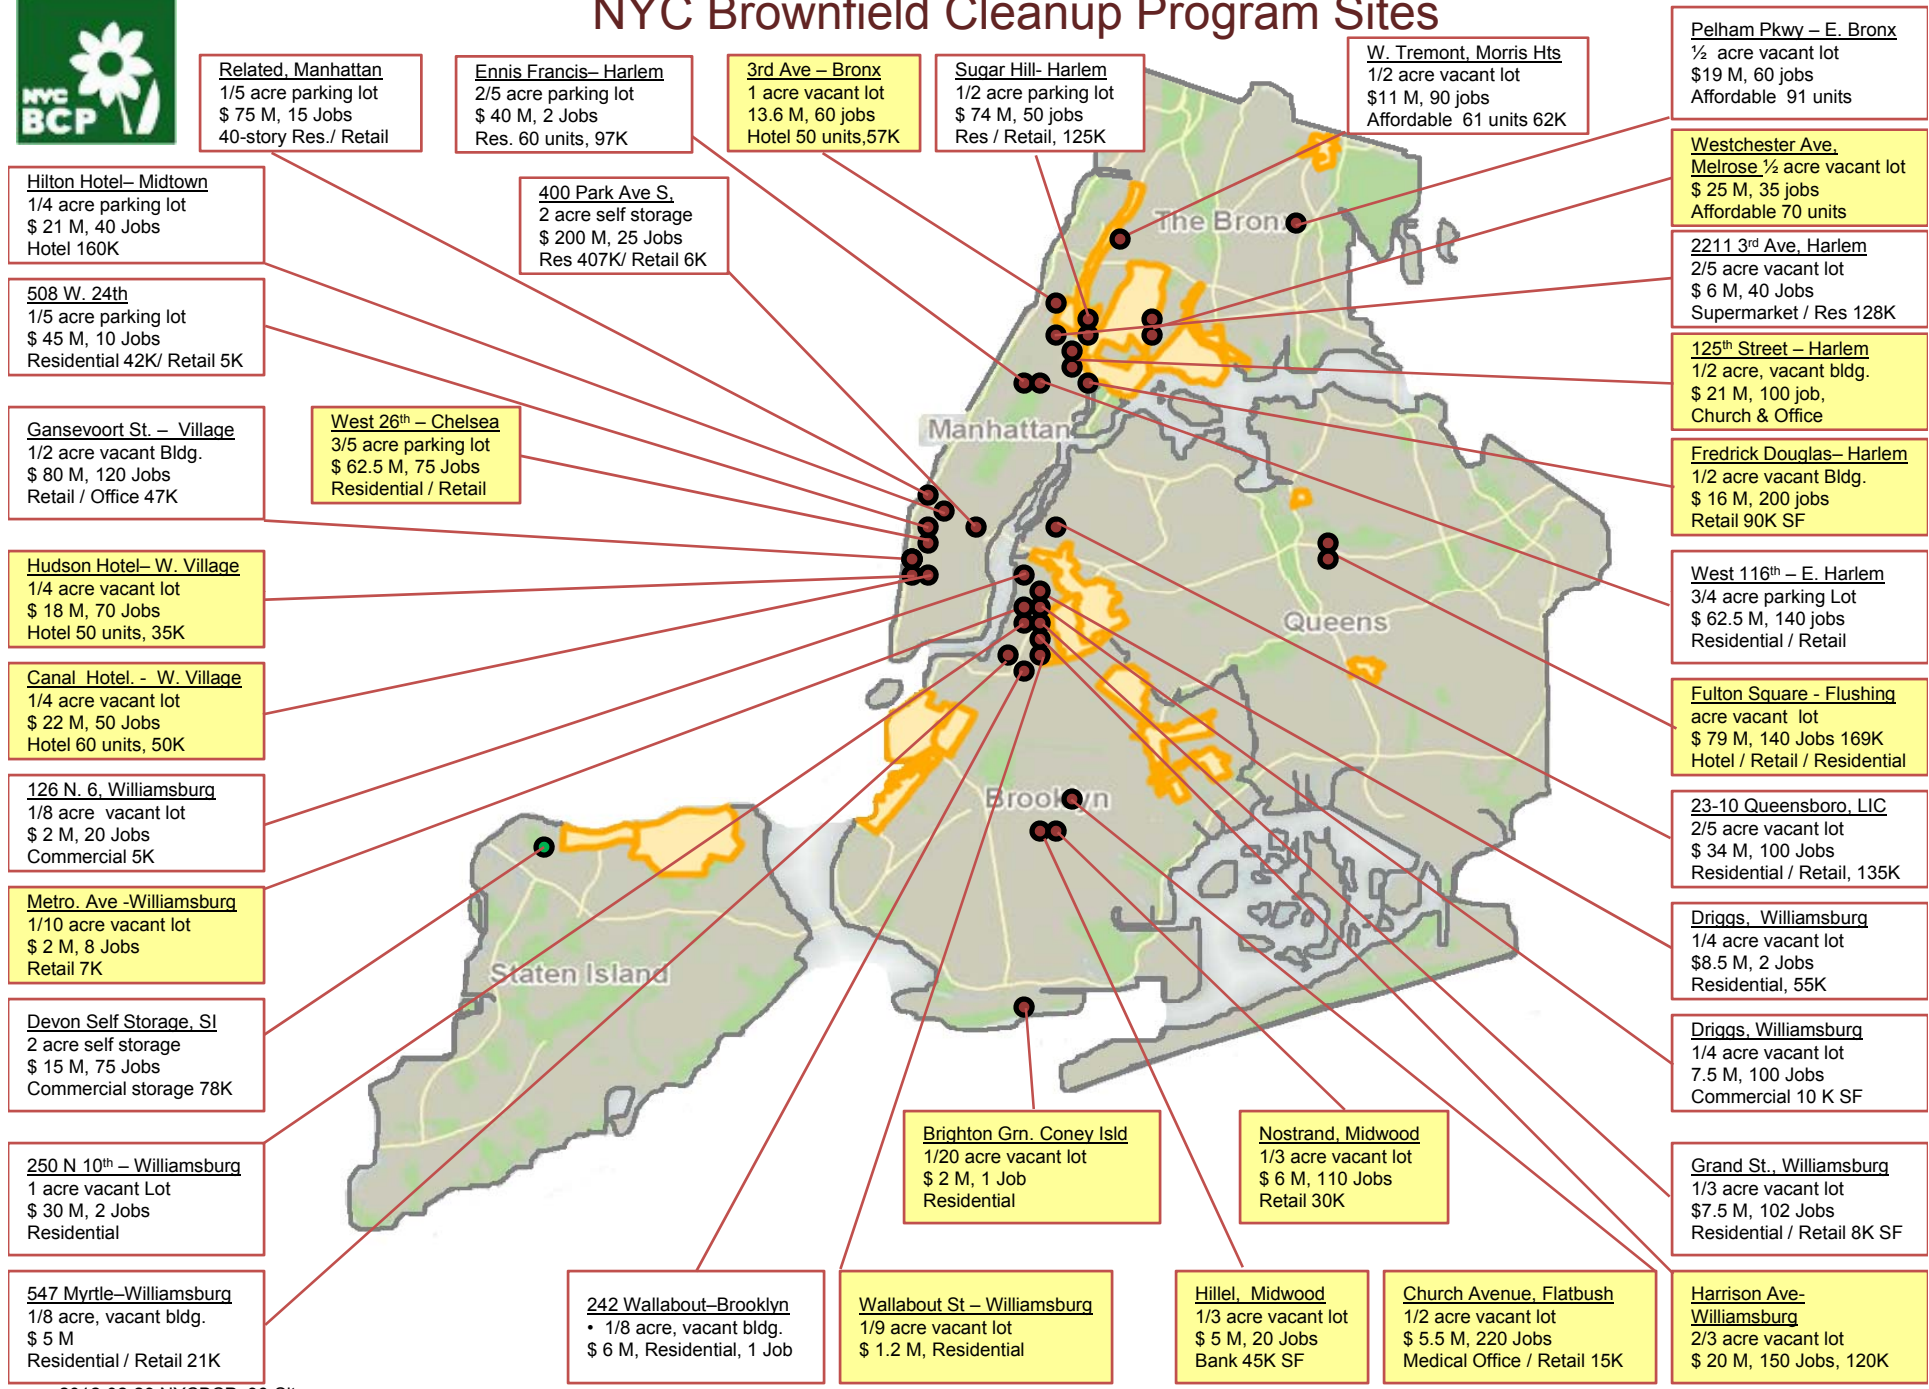 NYC Brownfield Cleanup Program Sites
NYC
BCP
Related, Manhattan
1/5 acre parking lot
$ 75 M, 15 Jobs
40-story Res./ Retail
Ennis Francis– Harlem
2/5 acre parking lot
$ 40 M, 2 Jobs
Res. 60 units, 97K
3rd Ave – Bronx
1 acre vacant lot
13.6 M, 60 jobs
Hotel 50 units,57K
Sugar Hill- Harlem
1/2 acre parking lot
$ 74 M, 50 jobs
Res / Retail, 125K
W. Tremont, Morris Hts
1/2 acre vacant lot
$11 M, 90 jobs
Affordable 61 units 62K
Pelham Pkwy – E. Bronx
½ acre vacant lot
$19 M, 60 jobs
Affordable 91 units
Hilton Hotel– Midtown
1/4 acre parking lot
$ 21 M, 40 Jobs
Hotel 160K
400 Park Ave S,
2 acre self storage
$ 200 M, 25 Jobs
Res 407K/ Retail 6K
Westchester Ave,
Melrose ½ acre vacant lot
$ 25 M, 35 jobs
Affordable 70 units
508 W. 24th
1/5 acre parking lot
$ 45 M, 10 Jobs
Residential 42K/ Retail 5K
2211 3rd Ave, Harlem
2/5 acre vacant lot
$ 6 M, 40 Jobs
Supermarket / Res 128K
125th Street – Harlem
1/2 acre, vacant bldg.
$ 21 M, 100 job,
Church & Office
Gansevoort St. – Village
1/2 acre vacant Bldg.
$ 80 M, 120 Jobs
Retail / Office 47K
West 26th – Chelsea
3/5 acre parking lot
$ 62.5 M, 75 Jobs
Residential / Retail
Fredrick Douglas– Harlem
1/2 acre vacant Bldg.
$ 16 M, 200 jobs
Retail 90K SF
Hudson Hotel– W. Village
1/4 acre vacant lot
$ 18 M, 70 Jobs
Hotel 50 units, 35K
West 116th – E. Harlem
3/4 acre parking Lot
$ 62.5 M, 140 jobs
Residential / Retail
Canal Hotel. - W. Village
1/4 acre vacant lot
$ 22 M, 50 Jobs
Hotel 60 units, 50K
Fulton Square - Flushing
acre vacant lot
$ 79 M, 140 Jobs 169K
Hotel / Retail / Residential
126 N. 6, Williamsburg
1/8 acre vacant lot
$ 2 M, 20 Jobs
Commercial 5K
23-10 Queensboro, LIC
2/5 acre vacant lot
$ 34 M, 100 Jobs
Residential / Retail, 135K
Metro. Ave -Williamsburg
1/10 acre vacant lot
$ 2 M, 8 Jobs
Retail 7K
Driggs, Williamsburg
1/4 acre vacant lot
$8.5 M, 2 Jobs
Residential, 55K
Devon Self Storage, SI
2 acre self storage
$ 15 M, 75 Jobs
Commercial storage 78K
Driggs, Williamsburg
1/4 acre vacant lot
7.5 M, 100 Jobs
Commercial 10 K SF
250 N 10th – Williamsburg
1 acre vacant Lot
$ 30 M, 2 Jobs
Residential
Brighton Grn. Coney Isld
1/20 acre vacant lot
$ 2 M, 1 Job
Residential
Nostrand, Midwood
1/3 acre vacant lot
$ 6 M, 110 Jobs
Retail 30K
Grand St., Williamsburg
1/3 acre vacant lot
$7.5 M, 102 Jobs
Residential / Retail 8K SF
547 Myrtle–Williamsburg
1/8 acre, vacant bldg.
$ 5 M
Residential / Retail 21K
242 Wallabout–Brooklyn
• 1/8 acre, vacant bldg.
$ 6 M, Residential, 1 Job
Wallabout St – Williamsburg
1/9 acre vacant lot
$ 1.2 M, Residential
Hillel, Midwood
1/3 acre vacant lot
$ 5 M, 20 Jobs
Bank 45K SF
Church Avenue, Flatbush
1/2 acre vacant lot
$ 5.5 M, 220 Jobs
Medical Office / Retail 15K
Harrison Ave-
Williamsburg
2/3 acre vacant lot
$ 20 M, 150 Jobs, 120K
The Bronx
Manhattan
Queens
Brooklyn
Staten Island